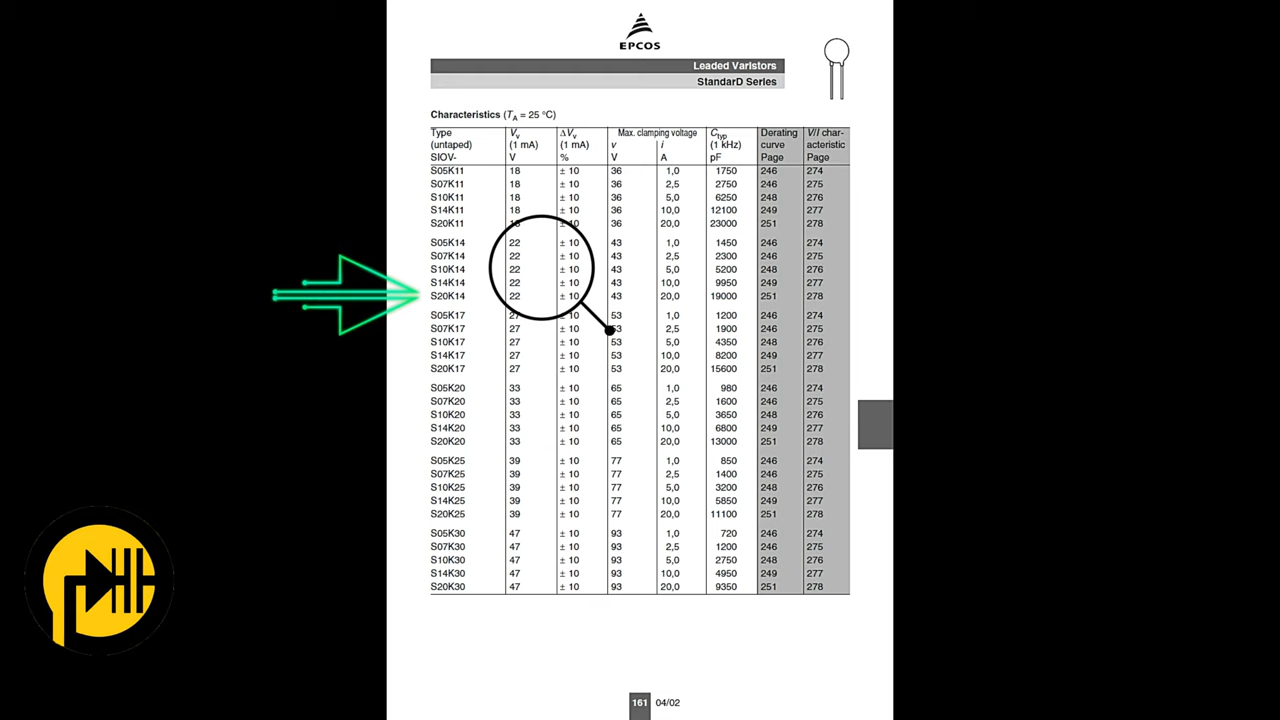 EPCOS
Leaded Varistors
StandarD Series
Characteristics (TA = 25 °C)
Type Vv ΔVv Max. clamping voltage Ctyp Derating V/I char-
(untaped) (1 mA) (1 mA) v i (1 kHz) curve acteristic
SIOV- V % V A pF Page Page
S05K11 18 ± 10 36 1,0 1750 246 274
S07K11 18 ± 10 36 2,5 2750 246 275
S10K11 18 ± 10 36 5,0 6250 248 276
S14K11 18 ± 10 36 10,0 12100 249 277
S20K11 18 ± 10 36 20,0 23000 251 278
S05K14 22 ± 10 43 1,0 1450 246 274
S07K14 22 ± 10 43 2,5 2300 246 275
S10K14 22 ± 10 43 5,0 5200 248 276
S14K14 22 ± 10 43 10,0 9950 249 277
S20K14 22 ± 10 43 20,0 19000 251 278
S05K17 27 ± 10 53 1,0 1200 246 274
S07K17 27 ± 10 53 2,5 1900 246 275
S10K17 27 ± 10 53 5,0 4350 248 276
S14K17 27 ± 10 53 10,0 8200 249 277
S20K17 27 ± 10 53 20,0 15600 251 278
S05K20 33 ± 10 65 1,0 980 246 274
S07K20 33 ± 10 65 2,5 1600 246 275
S10K20 33 ± 10 65 5,0 3650 248 276
S14K20 33 ± 10 65 10,0 6800 249 277
S20K20 33 ± 10 65 20,0 13000 251 278
S05K25 39 ± 10 77 1,0 850 246 274
S07K25 39 ± 10 77 2,5 1400 246 275
S10K25 39 ± 10 77 5,0 3200 248 276
S14K25 39 ± 10 77 10,0 5850 249 277
S20K25 39 ± 10 77 20,0 11100 251 278
S05K30 47 ± 10 93 1,0 720 246 274
S07K30 47 ± 10 93 2,5 1200 246 275
S10K30 47 ± 10 93 5,0 2750 248 276
S14K30 47 ± 10 93 10,0 4950 249 277
S20K30 47 ± 10 93 20,0 9350 251 278
161 04/02